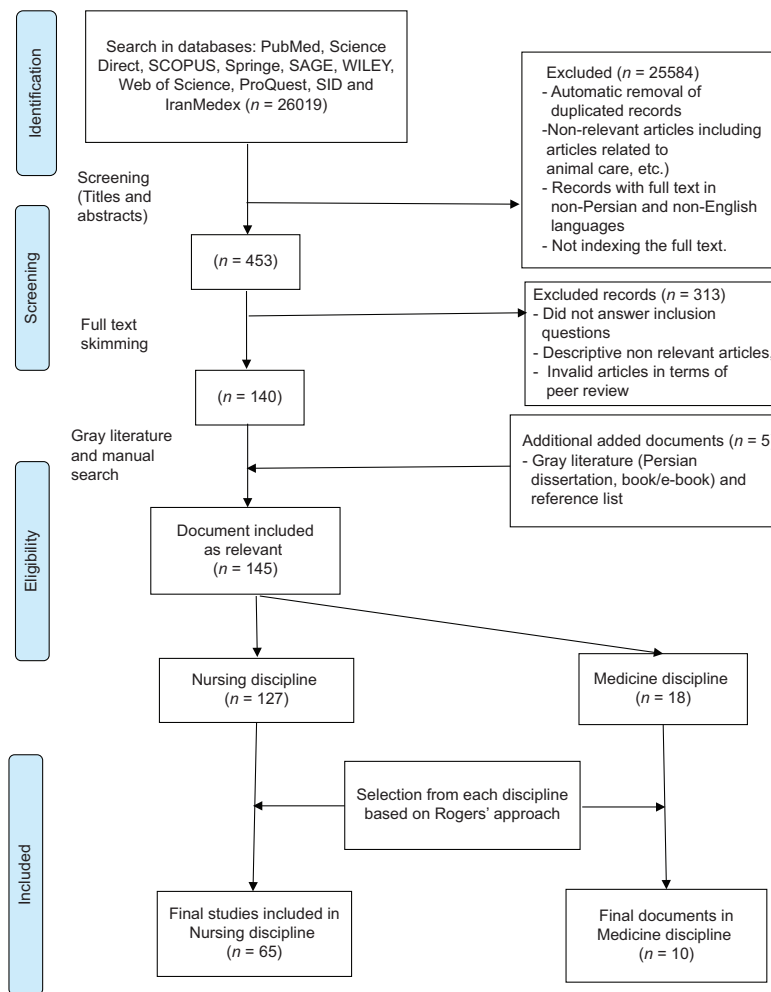 Identification
Search in databases: PubMed, Science
Direct, SCOPUS, Springe, SAGE, WILEY,
Web of Science, ProQuest, SID and
IranMedex (n = 26019)
Excluded (n = 25584)
- Automatic removal of
duplicated records
-Non-relevant articles including
articles related to
animal care, etc.)
- Records with full text in
non-Persian and non-English
languages
- Not indexing the full text.
Screening
(Titles and
abstracts)
Screening
(n = 453)
Full text
skimming
Excluded records (n = 313)
- Did not answer inclusion
questions
- Descriptive non relevant articles,
- Invalid articles in terms of
peer review
(n = 140)
Gray literature
and manual
search
Additional added documents (n = 5
- Gray literature (Persian
dissertation, book/e-book) and
reference list
Eligibility
Document included
as relevant
(n = 145)
Nursing discipline
(n = 127)
Medicine discipline
(n = 18)
Included
Selection from each discipline
based on Rogers’ approach
Final studies included in
Nursing discipline
(n = 65)
Final documents in
Medicine discipline
(n = 10)